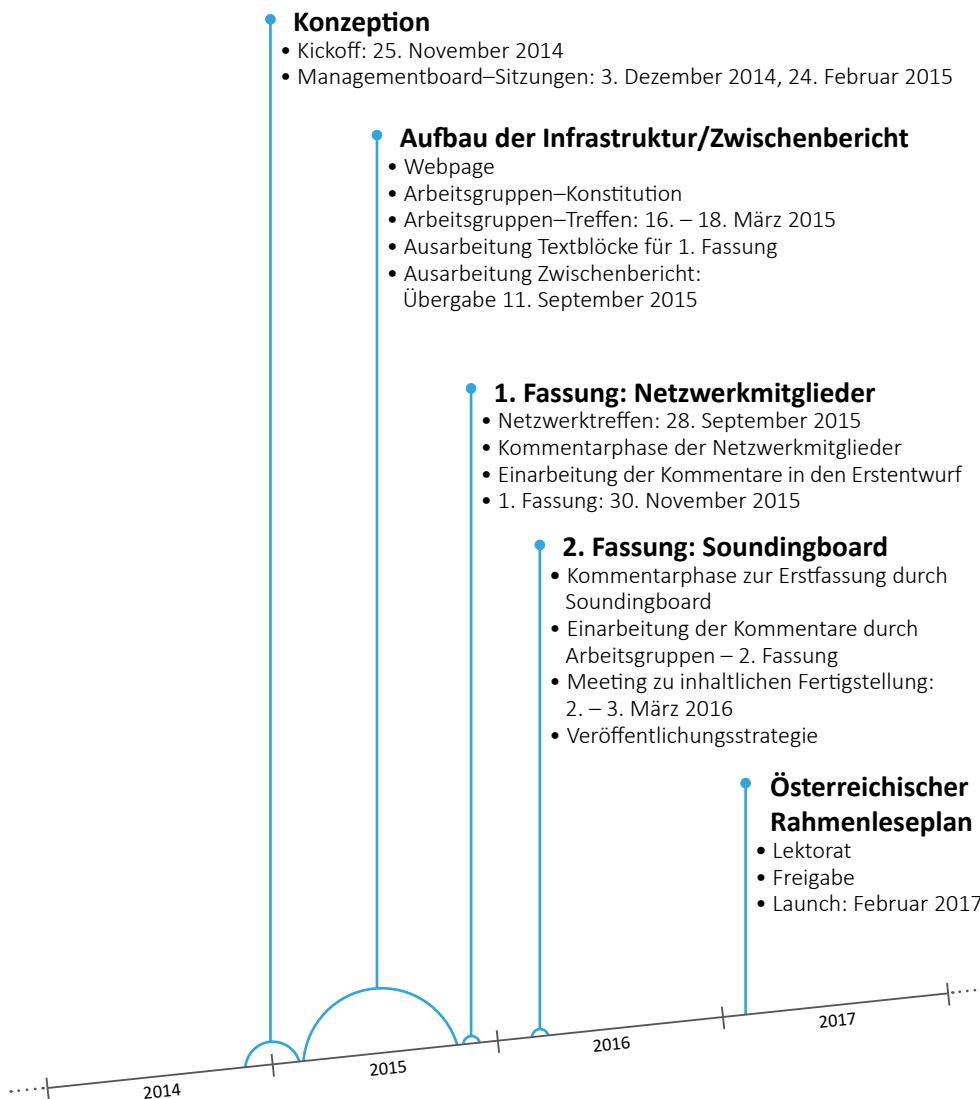 Konzeption
• Kickoff: 25. November 2014
• Managementboard–Sitzungen: 3. Dezember 2014, 24. Februar 2015
Aufbau der Infrastruktur/Zwischenbericht
• Webpage
• Arbeitsgruppen–Konstitution
• Arbeitsgruppen–Treffen: 16. – 18. März 2015
• Ausarbeitung Textblöcke für 1. Fassung
• Ausarbeitung Zwischenbericht:
Übergabe 11. September 2015
1. Fassung: Netzwerkmitglieder
• Netzwerktreffen: 28. September 2015
• Kommentarphase der Netzwerkmitglieder
• Einarbeitung der Kommentare in den Erstentwurf
• 1. Fassung: 30. November 2015
2. Fassung: Soundingboard
• Kommentarphase zur Erstfassung durch
Soundingboard
• Einarbeitung der Kommentare durch
Arbeitsgruppen – 2. Fassung
• Meeting zu inhaltlichen Fertigstellung:
2. – 3. März 2016
• Veröffentlichungsstrategie
Österreichischer
Rahmenleseplan
• Lektorat
• Freigabe
• Launch: Februar 2017
2014
2015
2016
2017